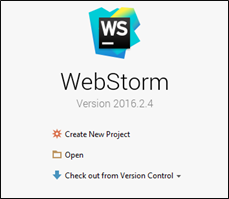 WS
WebStorm
Version 2016.2.4
Create New Project
Open
Check out from Version Control